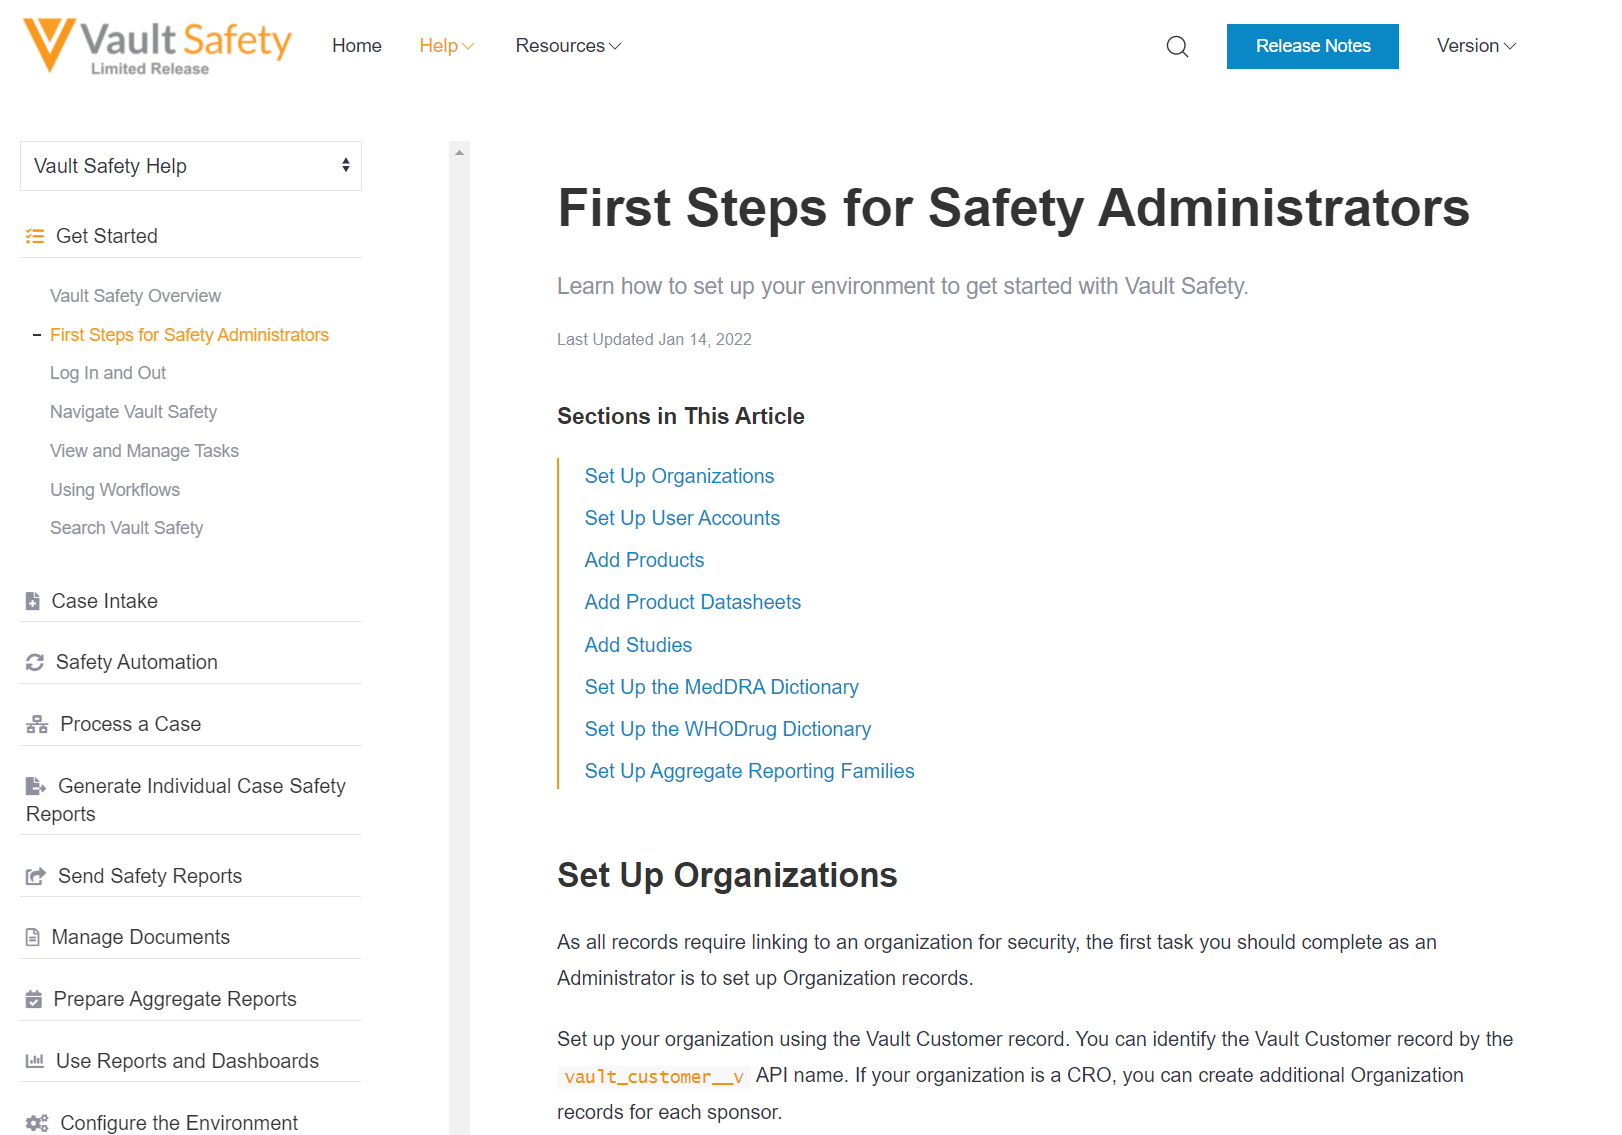 Vault Safety
Limited Release
Home
Help
Resources
Release Notes
Version
Vault Safety Help
Get Started
Vault Safety Overview
First Steps for Safety Administrators
Log In and Out
Navigate Vault Safety
View and Manage Tasks
Using Workflows
Search Vault Safety
Case Intake
Safety Automation
Process a Case
Generate Individual Case Safety
Reports
Send Safety Reports
Manage Documents
Prepare Aggregate Reports
Use Reports and Dashboards
Configure the Environment
First Steps for Safety Administrators
Learn how to set up your environment to get started with Vault Safety.
Last Updated Jan 14, 2022
Sections in This Article
Set Up Organizations
Set Up User Accounts
Add Products
Add Product Datasheets
Add Studies
Set Up the MedDRA Dictionary
Set Up the WHODrug Dictionary
Set Up Aggregate Reporting Families
Set Up Organizations
As all records require linking to an organization for security, the first task you should complete as an
Administrator is to set up Organization records.
Set up your organization using the Vault Customer record. You can identify the Vault Customer record by the
vault_customer__v API name. If your organization is a CRO, you can create additional Organization
records for each sponsor.